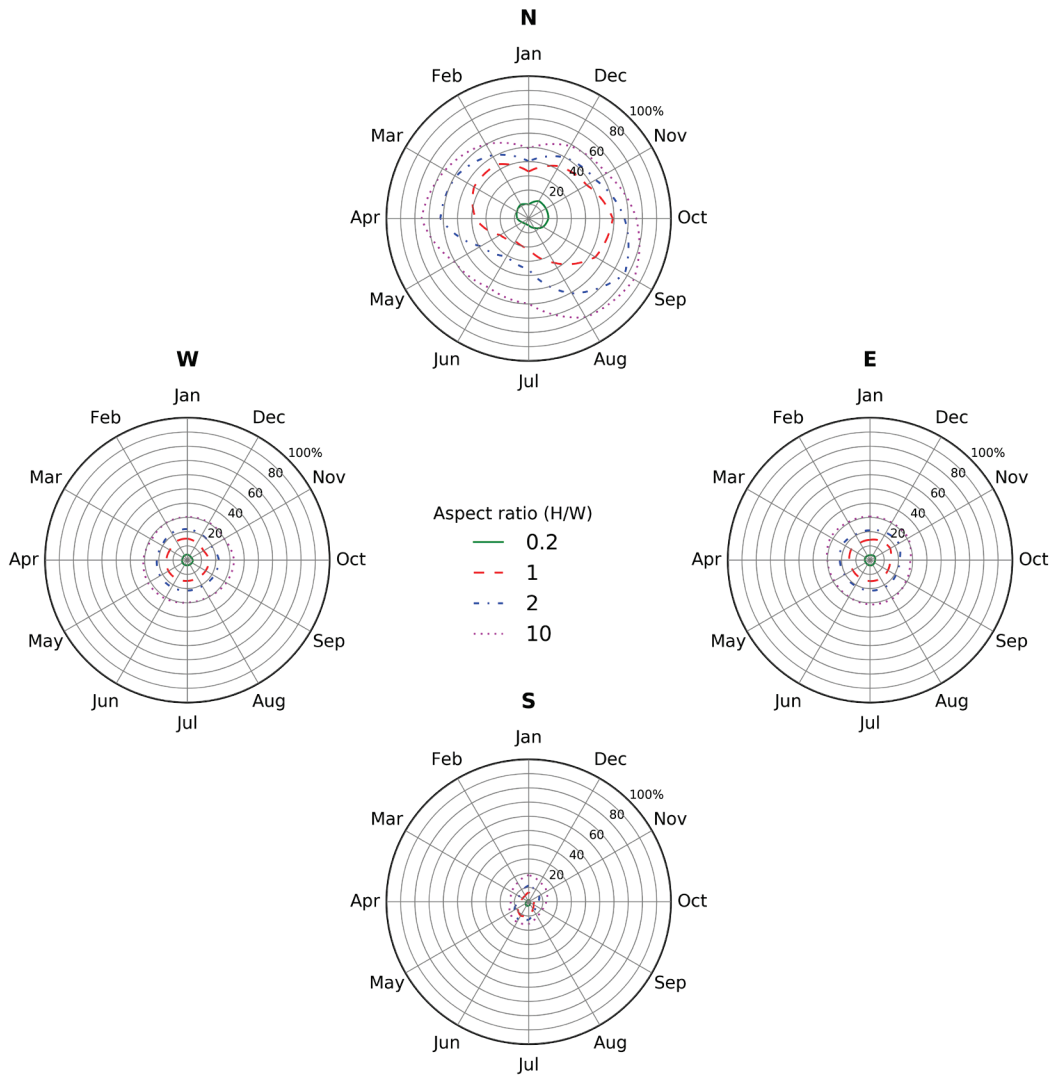 N
Jan
Feb
Dec
100%
Mar
80
Nov
60
40
20
Apr
Oct
May
Sep
Jun
Aug
Jul
W
Jan
Feb
Dec
100%
Mar
80
Nov
60
40
20
Apr
Oct
May
Sep
Jun
Aug
Jul
E
Jan
Feb
Dec
100%
Mar
80
Nov
60
40
20
Apr
Oct
May
Sep
Jun
Aug
Jul
Aspect ratio (H/W)
0.2
1
2
10
S
Jan
Feb
Dec
100%
Mar
80
Nov
60
40
20
Apr
Oct
May
Sep
Jun
Aug
Jul